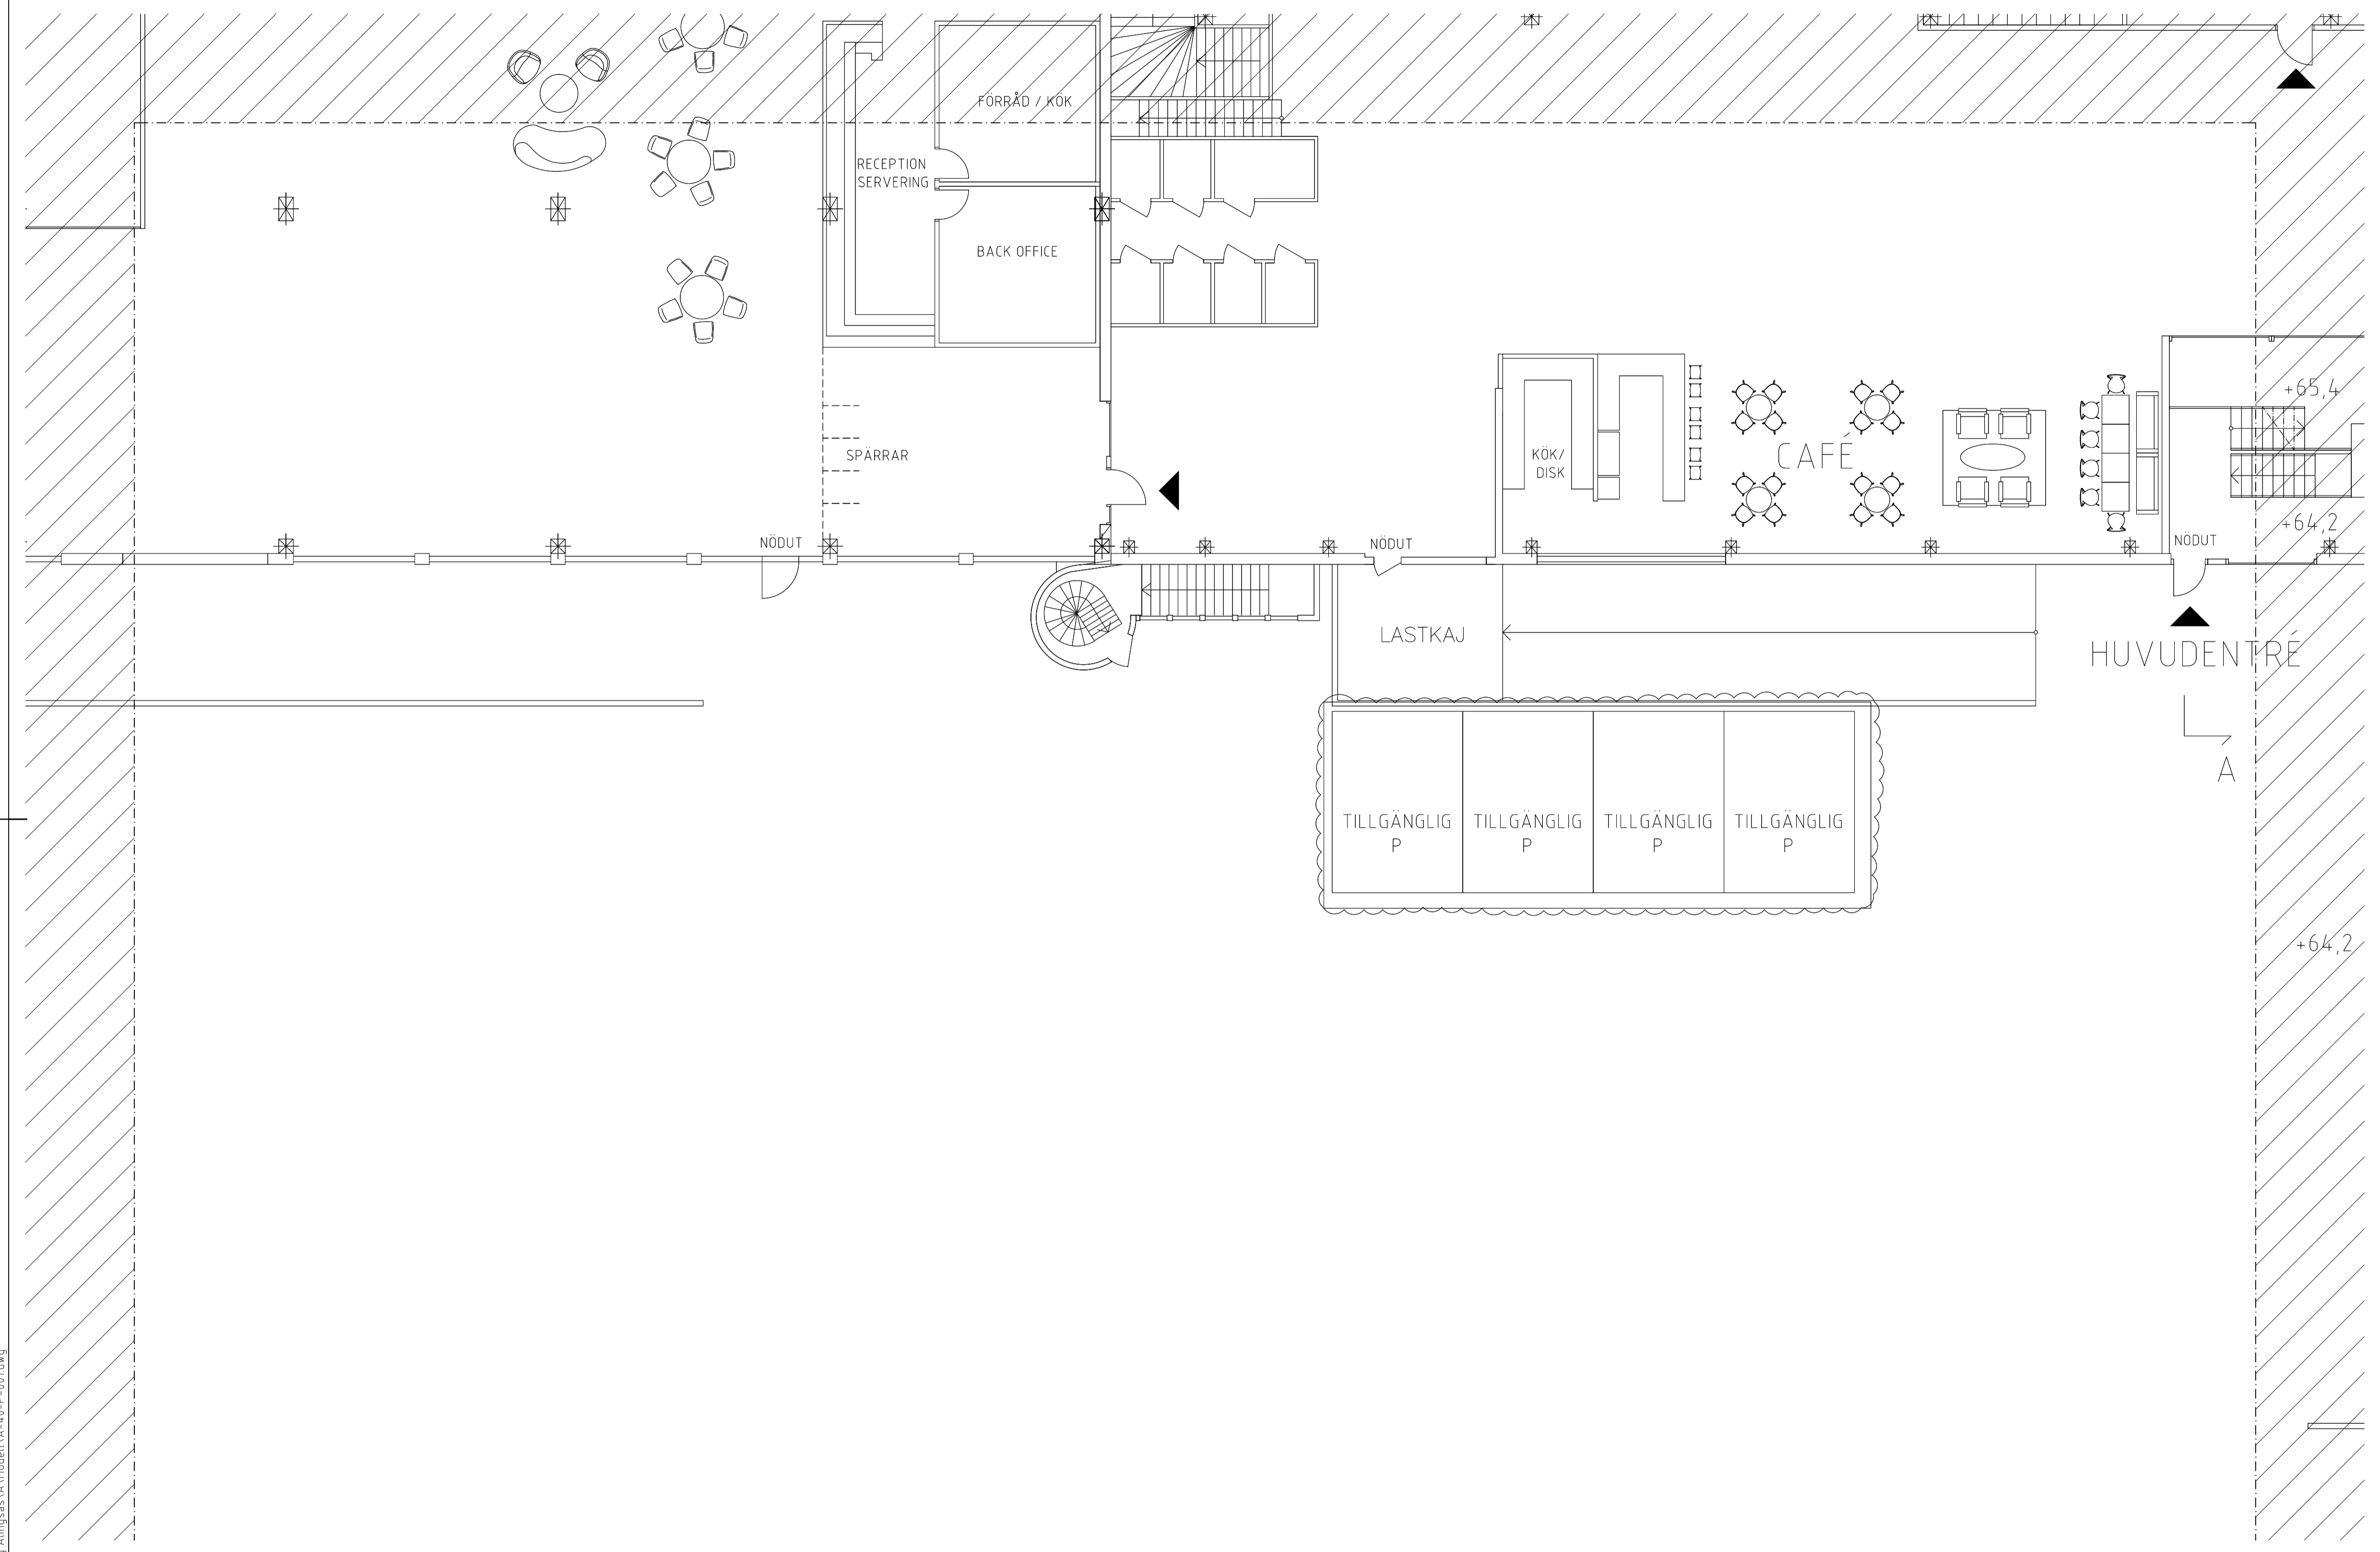 FÖRRÅD / KÖK
RECEPTION
SERVERING
BACK OFFICE
SPÄRRAR
KÖK/
DISK
CAFÉ
+65,4
+64,2
NÖDUT
NÖDUT
NÖDUT
LASTKAJ
HUVUDENTRÉ
A
TILLGÄNGLIG
P
TILLGÄNGLIG
P
TILLGÄNGLIG
P
TILLGÄNGLIG
P
+64,2